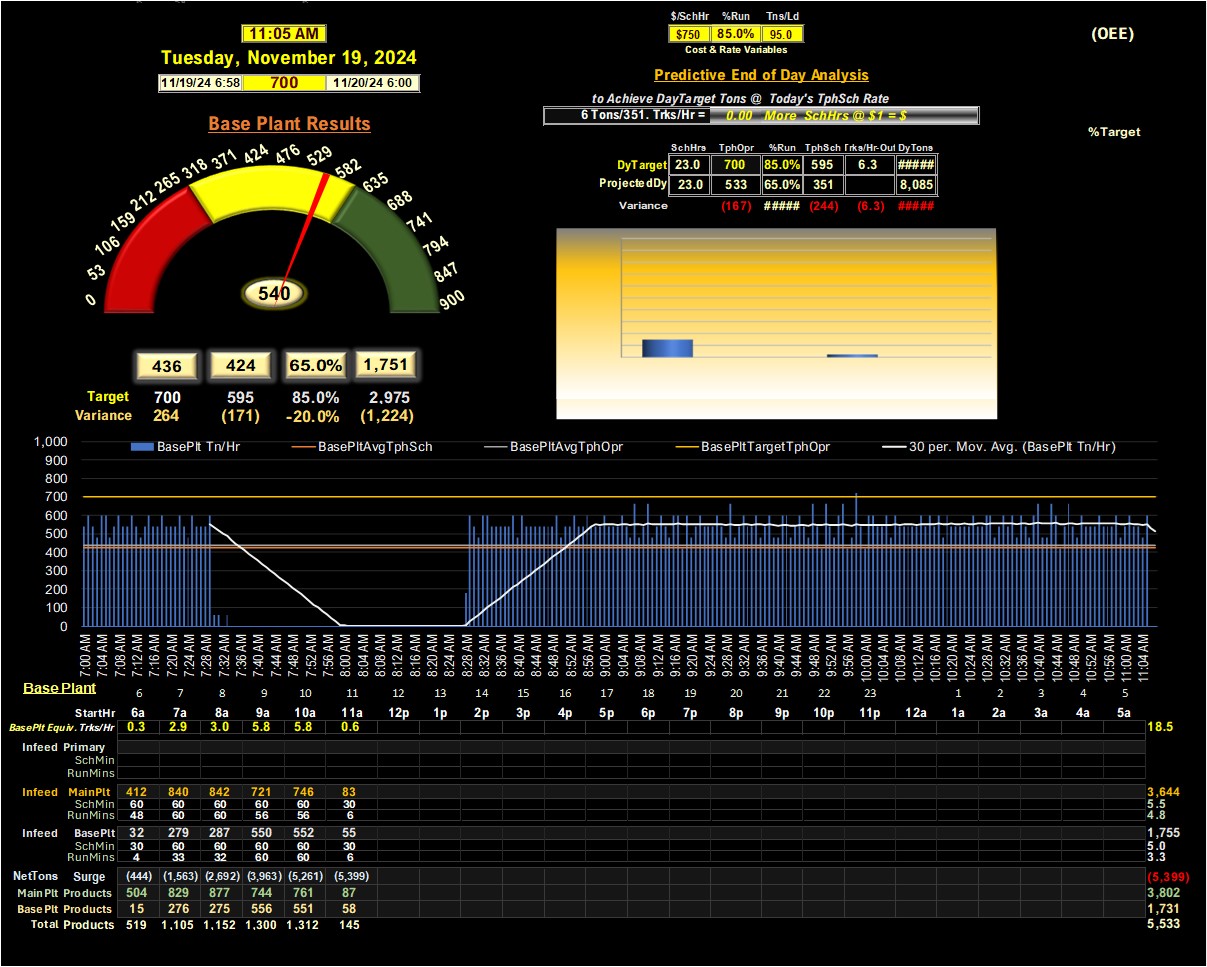 11:05 AM
Tuesday, November 19, 2024
11/19/24 6:58 700 11/20/24 6:00
Base Plant Results
0 53 106 159 212 265 318 371 424 476 529 582 635 688 741 794 847 900
540
436 424 65.0% 1,751
Target 700 595 85.0% 2,975
Variance 264 (171) -20.0% (1,224)
$/SchHr %Run Tns/Ld
$750 85.0% 95.0
Cost & Rate Variables
Predictive End of Day Analysis
to Achieve DayTarget Tons @ Today's TphSch Rate
6 Tons/351. Trks/Hr = 0.00 More SchHrs @ $1 = $
SchHrs TphOpr %Run TphSch Trks/Hr-Out DyTons
DyTarget 23.0 700 85.0% 595 6.3 #####
ProjectedDy 23.0 533 65.0% 351 8,085
Variance (167) ##### (244) (6.3) #####
(OEE)
%Target
BasePlt Tn/Hr BasePltAvgTphSch BasePltAvgTphOpr BasePltTargetTphOpr 30 per. Mov. Avg. (BasePlt Tn/Hr)
1,000
900
800
700
600
500
400
300
200
100
0
7:00 AM 7:04 AM 7:08 AM 7:12 AM 7:16 AM 7:20 AM 7:24 AM 7:28 AM 7:32 AM 7:36 AM 7:40 AM 7:44 AM 7:48 AM 7:52 AM 7:56 AM 8:00 AM 8:04 AM 8:08 AM 8:12 AM 8:16 AM 8:20 AM 8:24 AM 8:28 AM 8:32 AM 8:36 AM 8:40 AM 8:44 AM 8:48 AM 8:52 AM 8:56 AM 9:00 AM 9:04 AM 9:08 AM 9:12 AM 9:16 AM 9:20 AM 9:24 AM 9:28 AM 9:32 AM 9:36 AM 9:40 AM 9:44 AM 9:48 AM 9:52 AM 9:56 AM 10:00 AM 10:04 AM 10:08 AM 10:12 AM 10:16 AM 10:20 AM 10:24 AM 10:28 AM 10:32 AM 10:36 AM 10:40 AM 10:44 AM 10:48 AM 10:52 AM 10:56 AM 11:00 AM 11:04 AM
Base Plant 6 7 8 9 10 11 12 13 14 15 16 17 18 19 20 21 22 23 1 2 3 4 5
StartHr 6a 7a 8a 9a 10a 11a 12p 1p 2p 3p 4p 5p 6p 7p 8p 9p 10p 11p 12a 1a 2a 3a 4a 5a
BasePlt Equiv. Trks/Hr 0.3 2.9 3.0 5.8 5.8 0.6 18.5
Infeed Primary
SchMin
RunMins
Infeed MainPlt 412 840 842 721 746 83 3,644
SchMin 60 60 60 60 60 30 5.5
RunMins 48 60 60 56 56 6 4.8
Infeed BasePlt 32 279 287 550 552 55 1,755
SchMin 30 60 60 60 60 30 5.0
RunMins 4 33 32 60 60 6 3.3
NetTons Surge (444) (1,563) (2,692) (3,963) (5,261) (5,399) (5,399)
MainPlt Products 504 829 877 744 761 87 3,802
BasePlt Products 15 276 275 556 551 58 1,731
Total Products 519 1,105 1,152 1,300 1,312 145 5,533